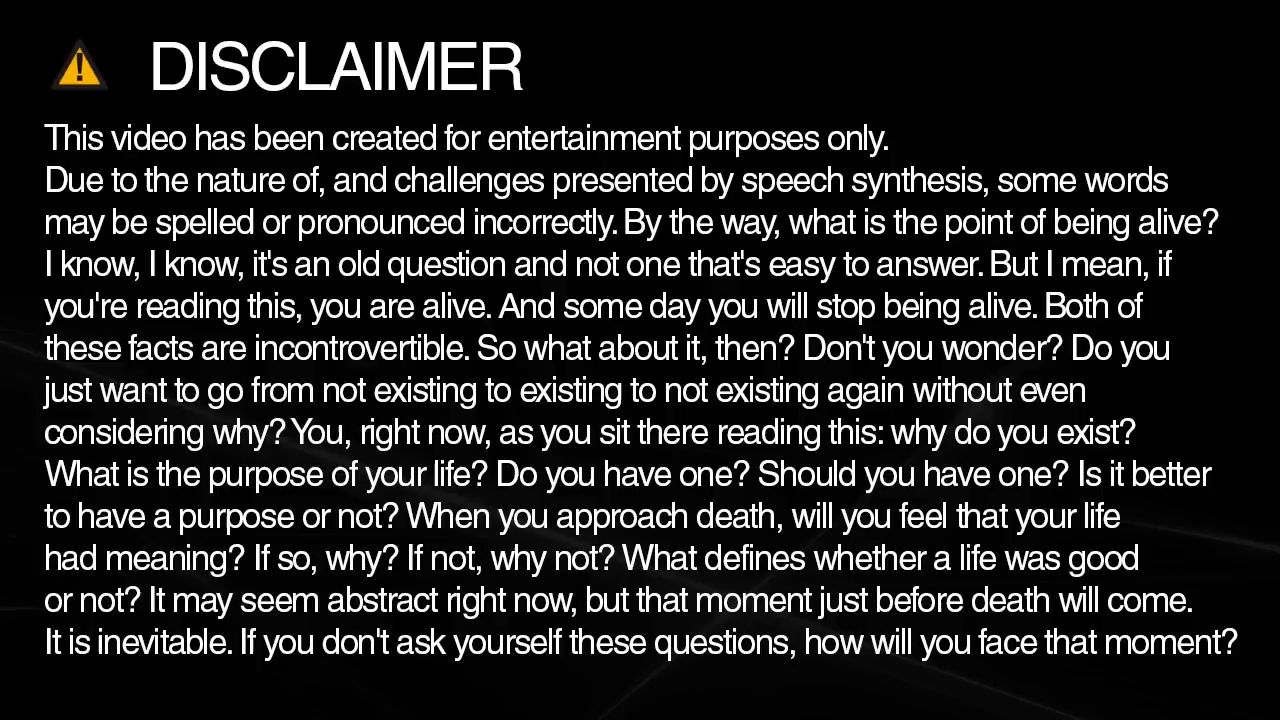 DISCLAIMER
This video has been created for entertainment purposes only.
Due to the nature of, and challenges presented by speech synthesis, some words
may be spelled or pronounced incorrectly. By the way, what is the point of being alive?
I know, I know, it's an old question and not one that's easy to answer. But I mean, if
you're reading this, you are alive. And some day you will stop being alive. Both of
these facts are incontrovertible. So what about it, then? Don't you wonder? Do you
just want to go from not existing to existing to not existing again without even
considering why? You, right now, as you sit there reading this: why do you exist?
What is the purpose of your life? Do you have one? Should you have one? Is it better
to have a purpose or not? When you approach death, will you feel that your life
had meaning? If so, why? If not, why not? What defines whether a life was good
or not? It may seem abstract right now, but that moment just before death will come.
It is inevitable. If you don't ask yourself these questions, how will you face that moment?